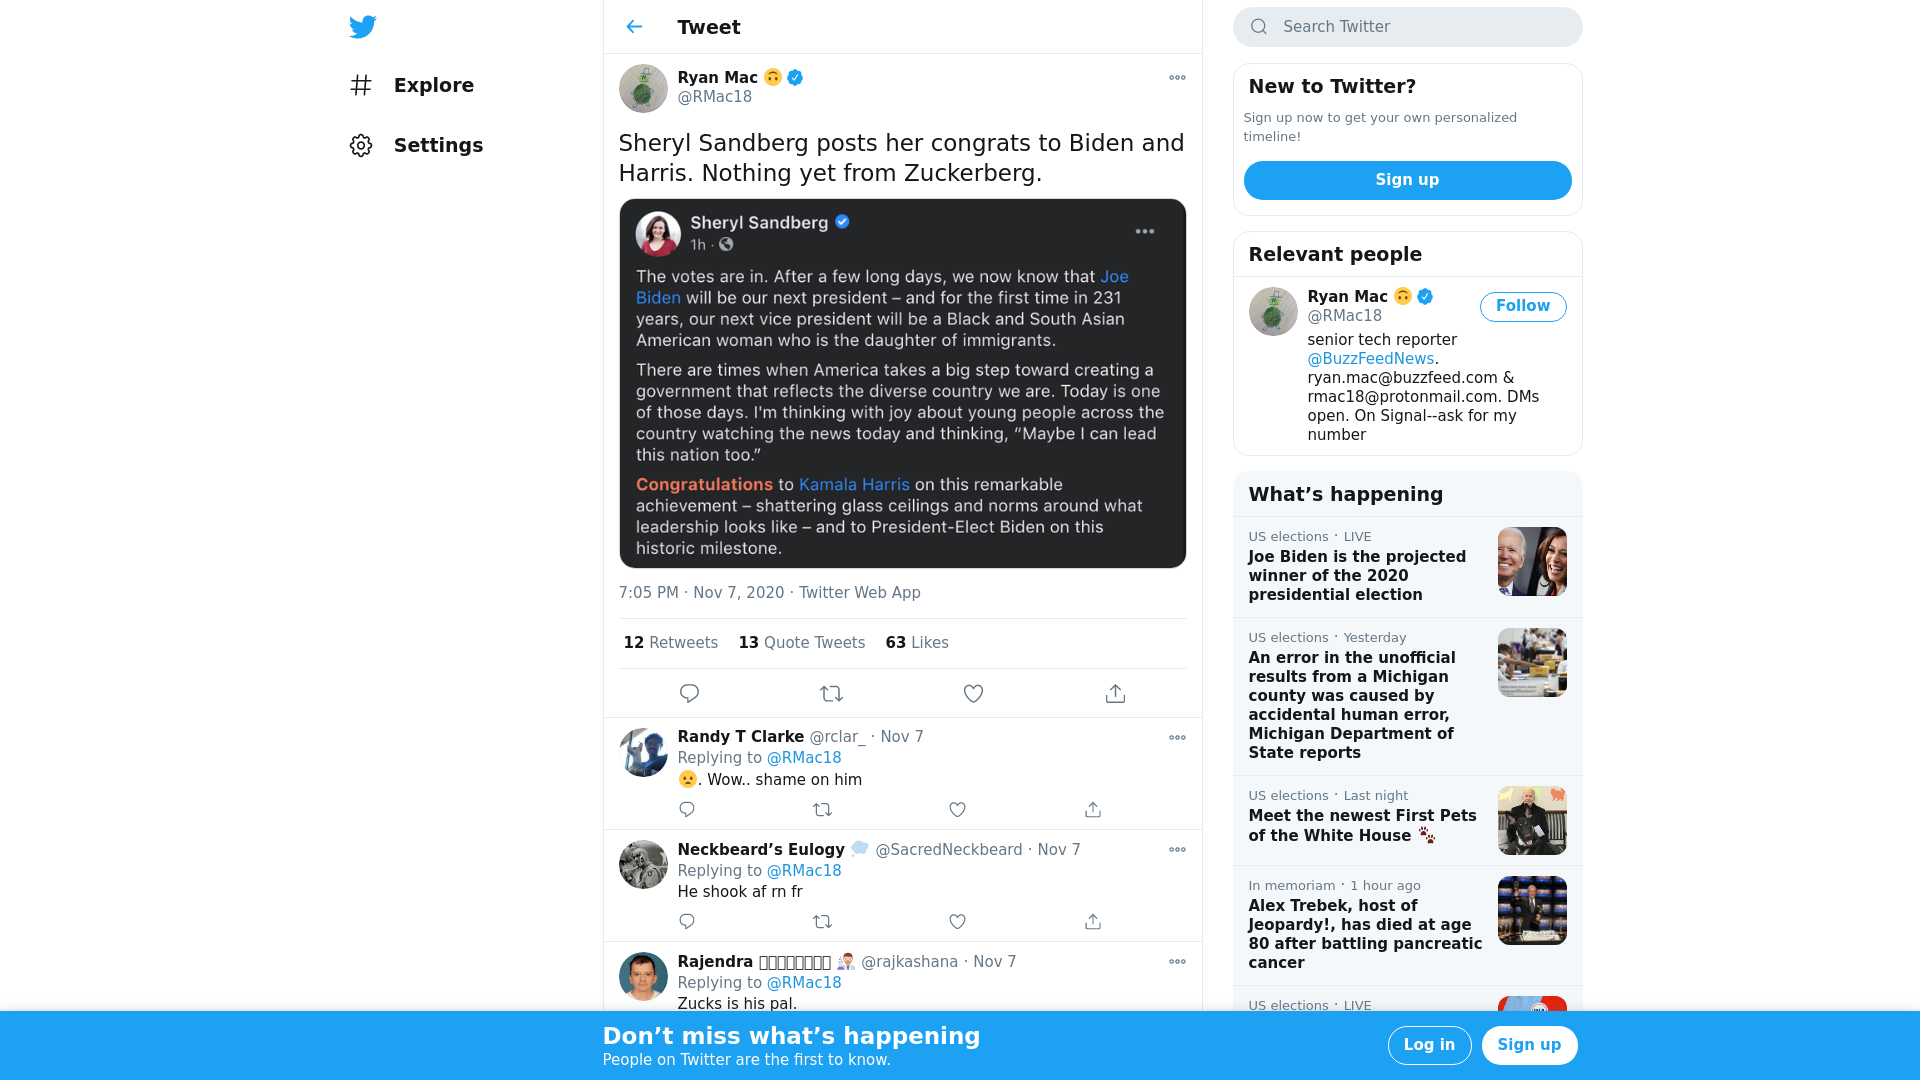 Explore
Settings
Tweet
Ryan Mac
@RMac18
Sheryl Sandberg posts her congrats to Biden and
Harris. Nothing yet from Zuckerberg.
Sheryl Sandberg
1h ·
The votes are in. After a few long days, we now know that Joe
Biden will be our next president – and for the first time in 231
years, our next vice president will be a Black and South Asian
American woman who is the daughter of immigrants.
There are times when America takes a big step toward creating a
government that reflects the diverse country we are. Today is one
of those days. I'm thinking with joy about young people across the
country watching the news today and thinking, “Maybe I can lead
this nation too.”
Congratulations to Kamala Harris on this remarkable
achievement – shattering glass ceilings and norms around what
leadership looks like – and to President-Elect Biden on this
historic milestone.
7:05 PM · Nov 7, 2020 · Twitter Web App
12 Retweets 13 Quote Tweets 63 Likes
Randy T Clarke @rclar_ · Nov 7
Replying to @RMac18
😟. Wow.. shame on him
Neckbeard’s Eulogy @SacredNeckbeard · Nov 7
Replying to @RMac18
He shook af rn fr
Rajendra @rajkashana · Nov 7
Replying to @RMac18
Zucks is his pal.
Search Twitter
New to Twitter?
Sign up now to get your own personalized
timeline!
Sign up
Relevant people
Ryan Mac
@RMac18
Follow
senior tech reporter
@BuzzFeedNews.
ryan.mac@buzzfeed.com &
rmac18@protonmail.com. DMs
open. On Signal--ask for my
number
What’s happening
US elections · LIVE
Joe Biden is the projected
winner of the 2020
presidential election
US elections · Yesterday
An error in the unofficial
results from a Michigan
county was caused by
accidental human error,
Michigan Department of
State reports
US elections · Last night
Meet the newest First Pets
of the White House 🐾
In memoriam · 1 hour ago
Alex Trebek, host of
Jeopardy!, has died at age
80 after battling pancreatic
cancer
US elections · LIVE
Don’t miss what’s happening
People on Twitter are the first to know.
Log in
Sign up